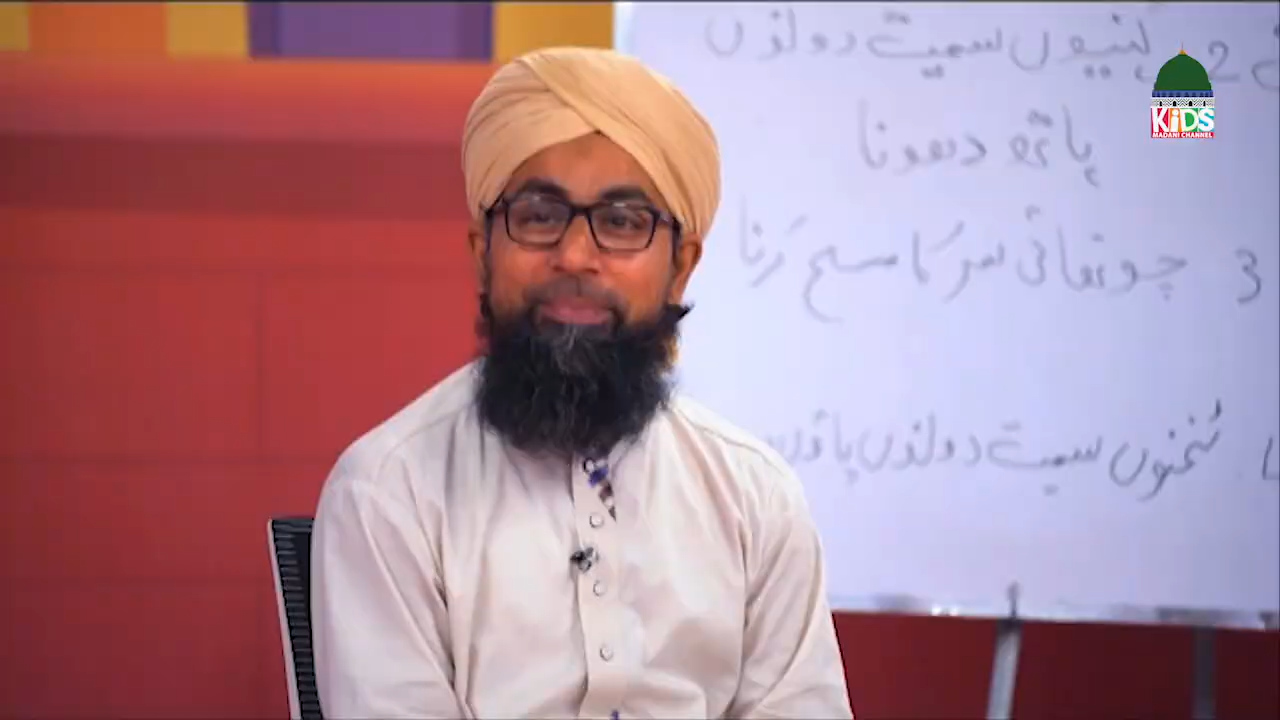 2 کہنیوں سمیت دونوں
ہاتھ دھونا
3 چوتھائی سر کا مسح کرنا
ٹخنوں سمیت دونوں پاؤں
KiDS
MADANI CHANNEL